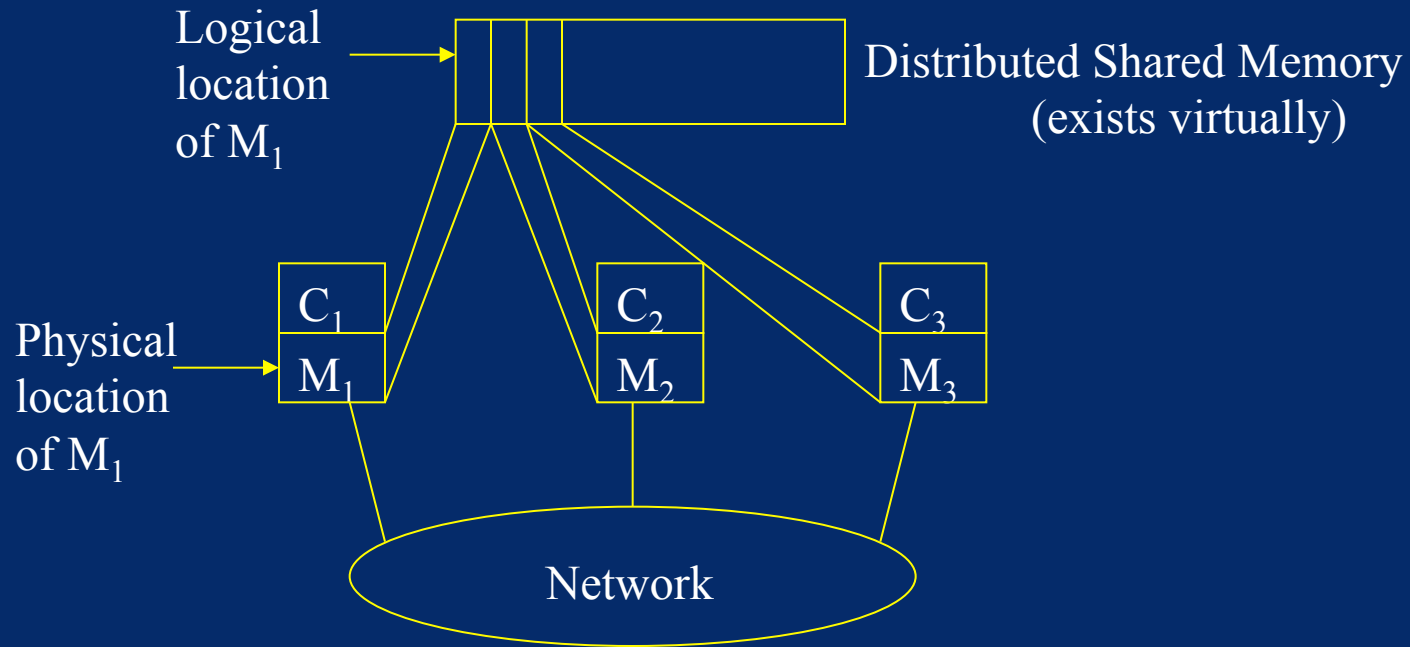 Logical
location
of M₁
Distributed Shared Memory
(exists virtually)
C₁
M₁
C₂
M₂
C₃
M₃
Physical
location
of M₁
Network